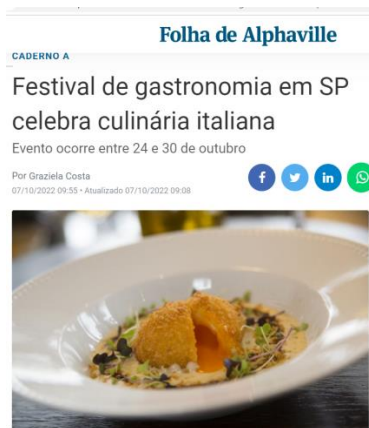 Folha de Alphaville
CADERNO A
Festival de gastronomia em SP
celebra culinária italiana
Evento ocorre entre 24 e 30 de outubro
Por Graziela Costa
07/10/2022 09:55 • Atualizado 07/10/2022 09:08